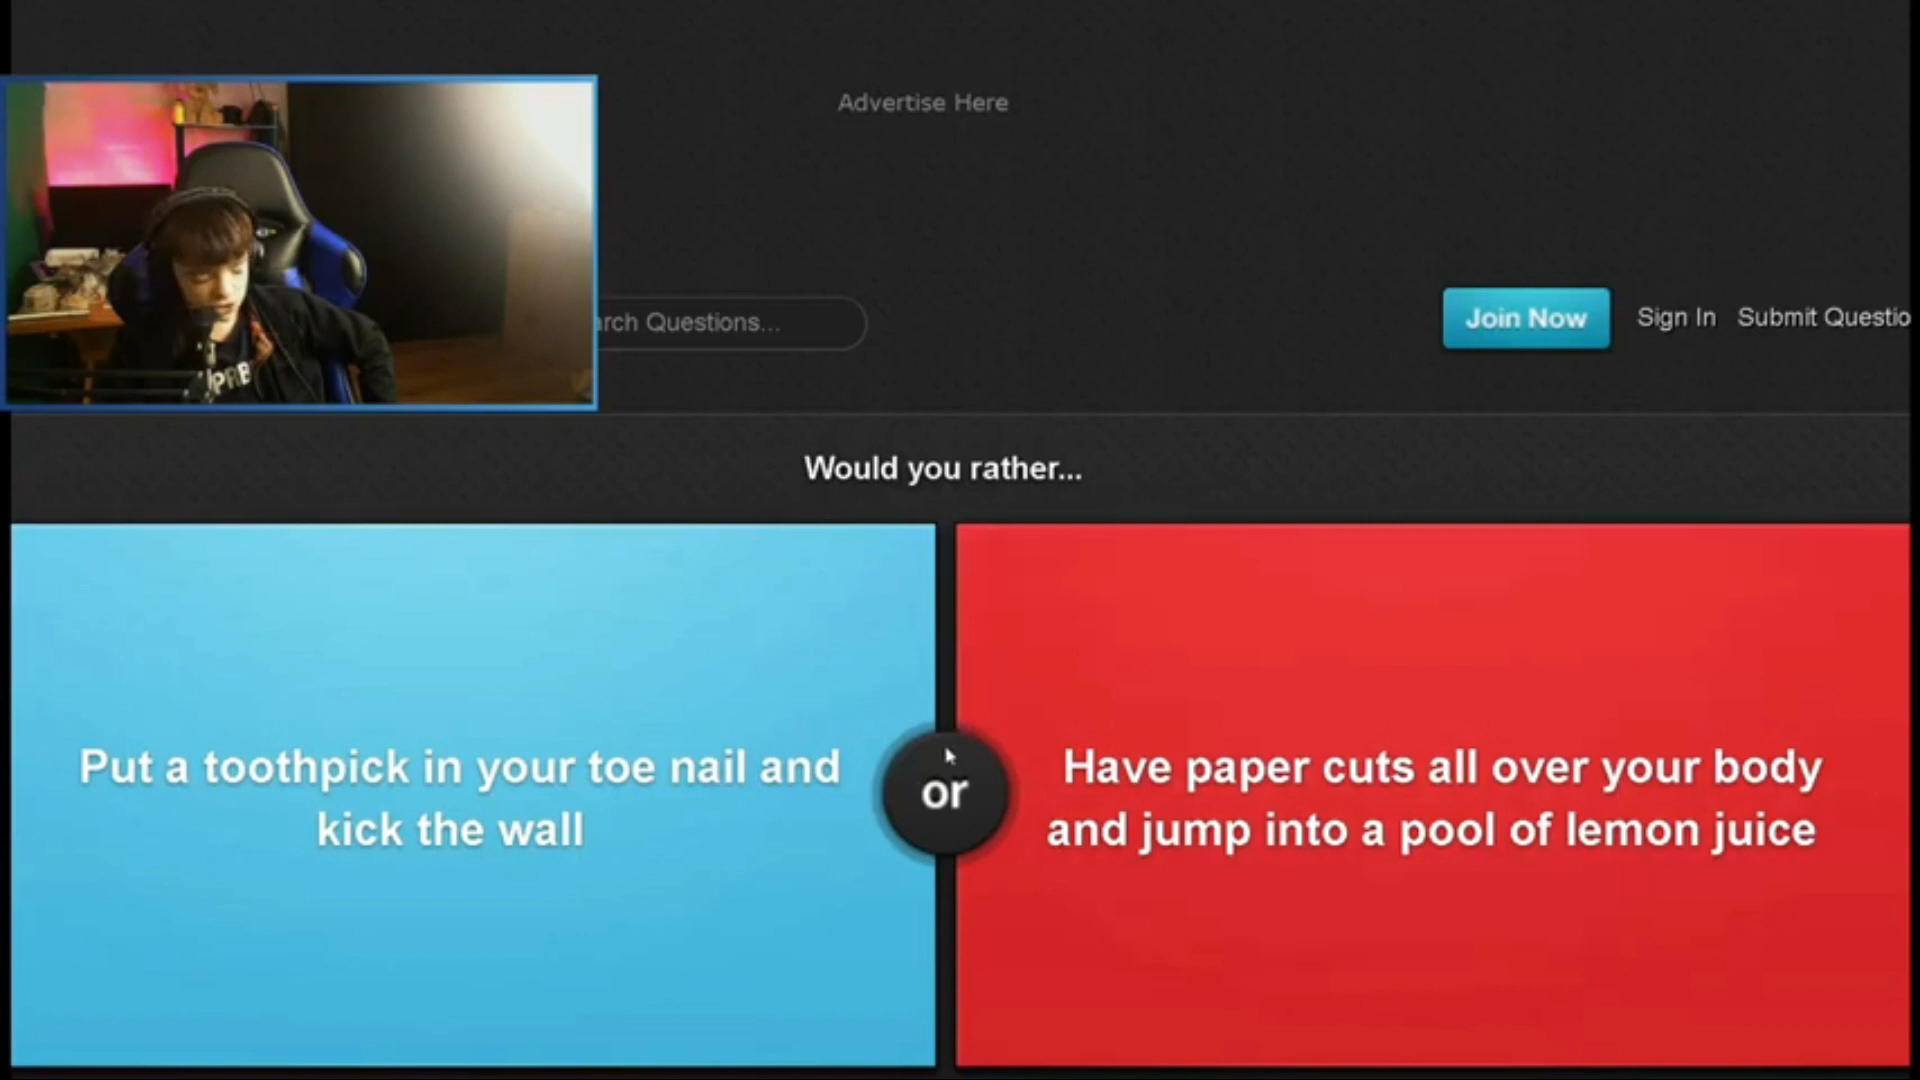 Advertise Here
arch Questions...
Join Now
Sign In
Submit Questio
Would you rather...
Put a toothpick in your toe nail and
kick the wall
or
Have paper cuts all over your body
and jump into a pool of lemon juice